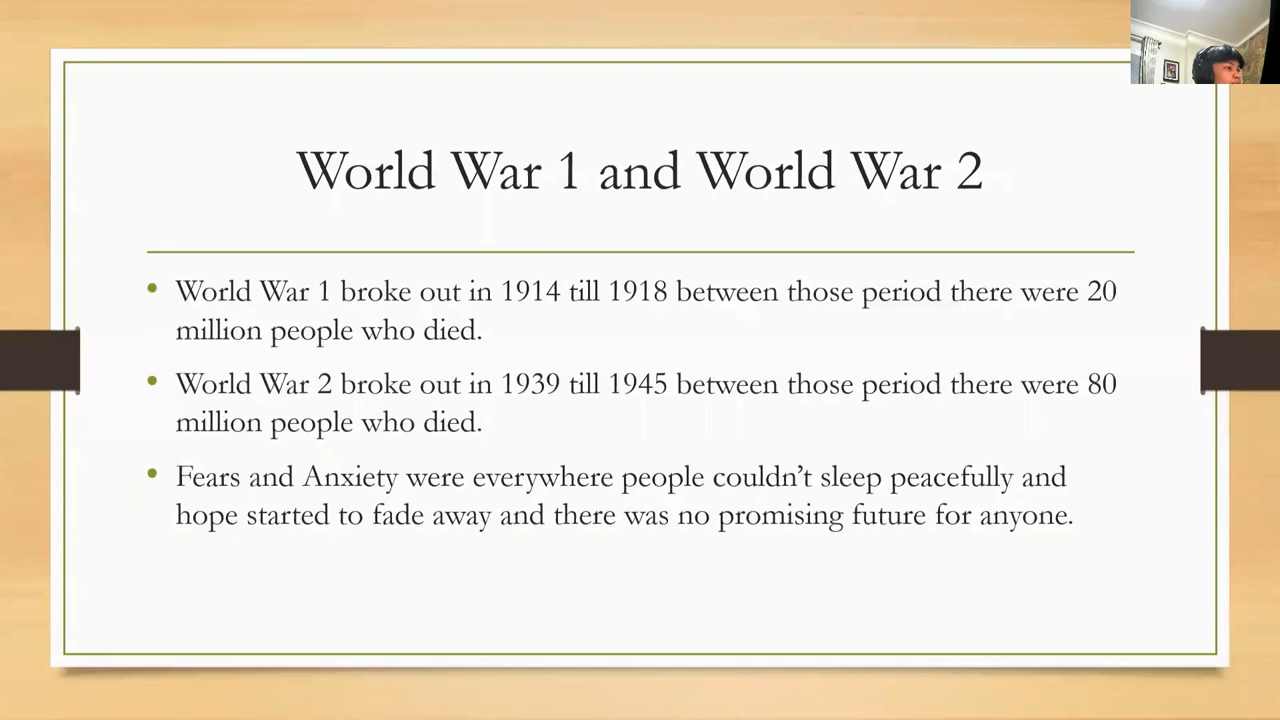 World War 1 and World War 2
World War 1 broke out in 1914 till 1918 between those period there were 20
million people who died.
World War 2 broke out in 1939 till 1945 between those period there were 80
million people who died.
Fears and Anxiety were everywhere people couldn’t sleep peacefully and
hope started to fade away and there was no promising future for anyone.